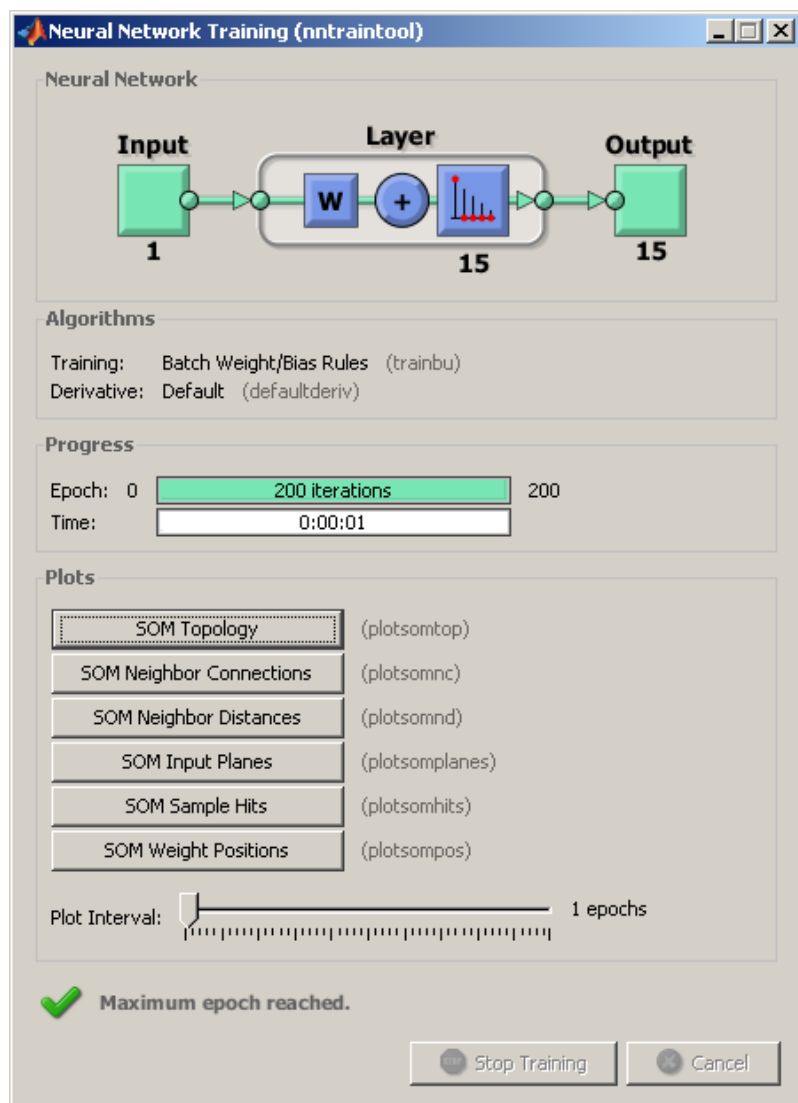 Neural Network Training (nntraintool)
Neural Network
Input
Layer
Output
W
+
1
15
15
Algorithms
Training: Batch Weight/Bias Rules (trainbu)
Derivative: Default (defaultderiv)
Progress
Epoch: 0 200 iterations 200
Time: 0:00:01
Plots
SOM Topology (plotsomtop)
SOM Neighbor Connections (plotsomnc)
SOM Neighbor Distances (plotsomnd)
SOM Input Planes (plotsomplanes)
SOM Sample Hits (plotsomhits)
SOM Weight Positions (plotsompos)
Plot Interval: 1 epochs
Maximum epoch reached.
STOP Stop Training Cancel